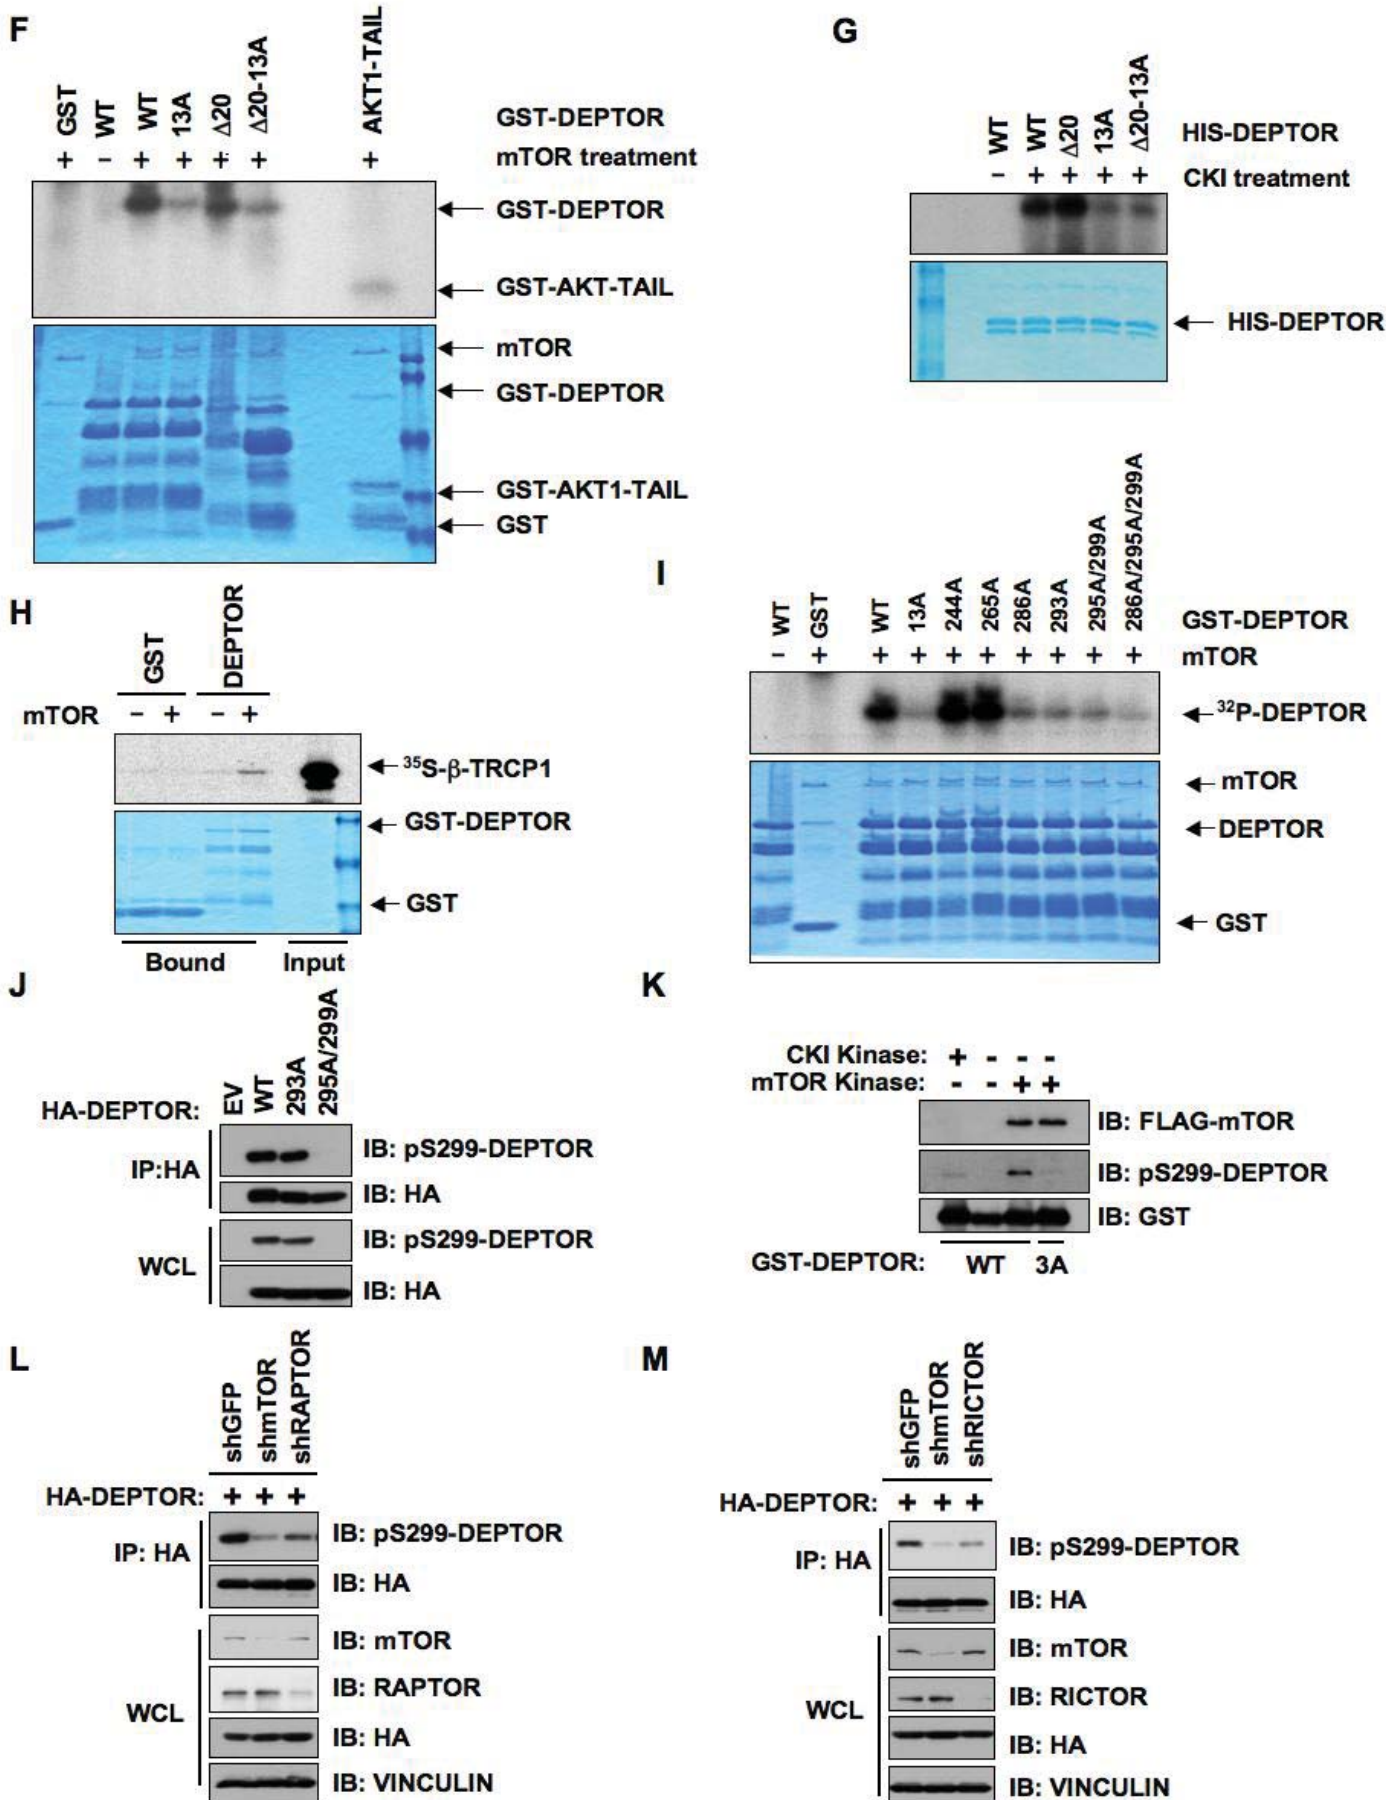 F
GST
WT
WT
13A
Δ20
Δ20-13A
AKT1-TAIL
GST-DEPTOR
+ - + + + + + mTOR treatment
GST-DEPTOR
GST-AKT-TAIL
mTOR
GST-DEPTOR
GST-AKT1-TAIL
GST
G
WT
WT
Δ20
13A
Δ20-13A
HIS-DEPTOR
- + + + + CKI treatment
HIS-DEPTOR
H
GST
DEPTOR
mTOR - + - +
35S-β-TRCP1
GST-DEPTOR
GST
Bound Input
I
WT
GST
WT
13A
244A
265A
286A
293A
295A/299A
286A/295A/299A
GST-DEPTOR
- + + + + + + + + + mTOR
32P-DEPTOR
mTOR
DEPTOR
GST
J
EV
WT
293A
295A/299A
HA-DEPTOR:
IP:HA
IB: pS299-DEPTOR
IB: HA
WCL
IB: pS299-DEPTOR
IB: HA
K
CKI Kinase: + - - -
mTOR Kinase: - - + +
IB: FLAG-mTOR
IB: pS299-DEPTOR
IB: GST
GST-DEPTOR: WT 3A
L
shGFP
shmTOR
shRAPTOR
HA-DEPTOR: + + +
IP: HA
IB: pS299-DEPTOR
IB: HA
WCL
IB: mTOR
IB: RAPTOR
IB: HA
IB: VINCULIN
M
shGFP
shmTOR
shRICTOR
HA-DEPTOR: + + +
IP: HA
IB: pS299-DEPTOR
IB: HA
WCL
IB: mTOR
IB: RICTOR
IB: HA
IB: VINCULIN